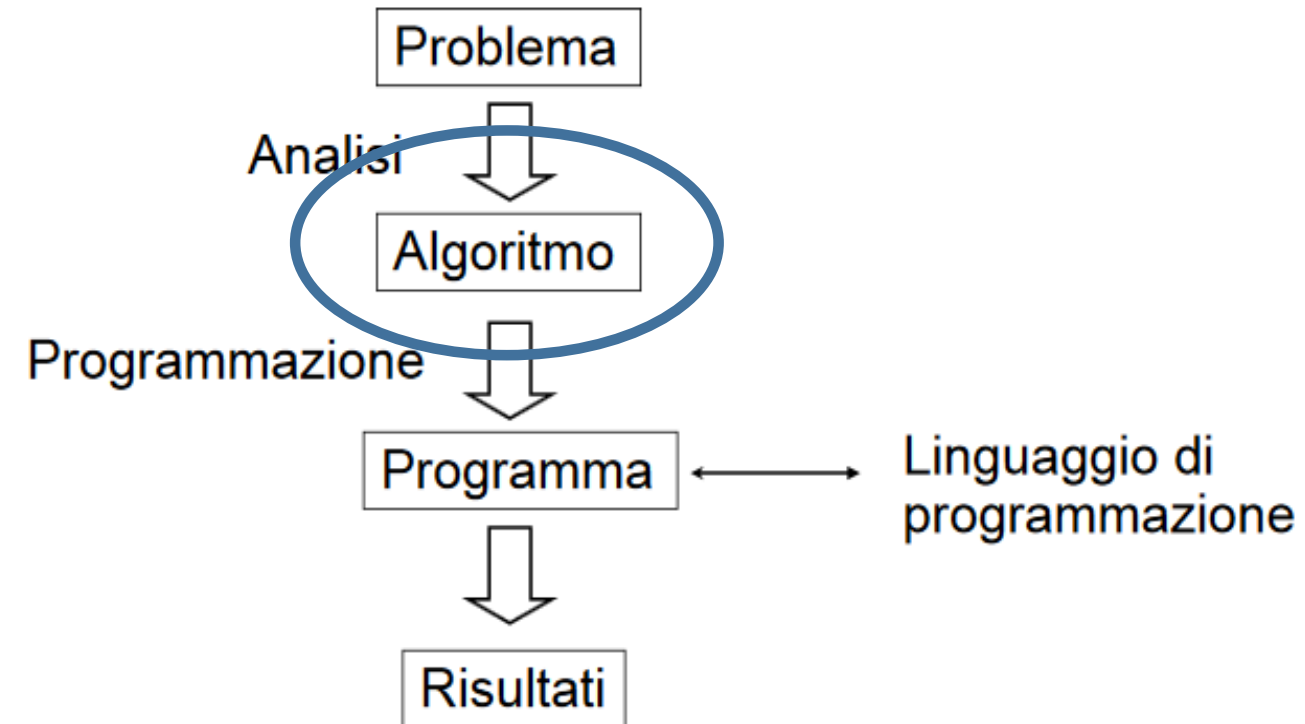 Problema
Analisi
Algoritmo
Programmazione
Programma
Linguaggio di
programmazione
Risultati